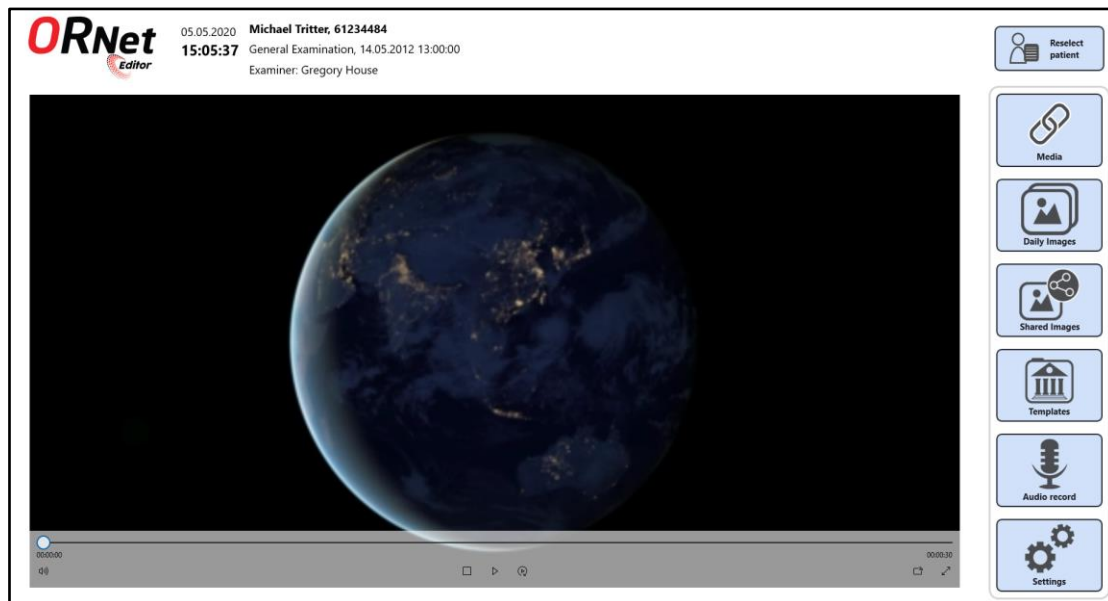 ORNet
Editor
05.05.2020
15:05:37
Michael Tritter, 61234484
General Examination, 14.05.2012 13:00:00
Examiner: Gregory House
Reselect
patient
Media
Daily Images
Shared Images
Templates
Audio record
Settings
00:00:00
00:00:30